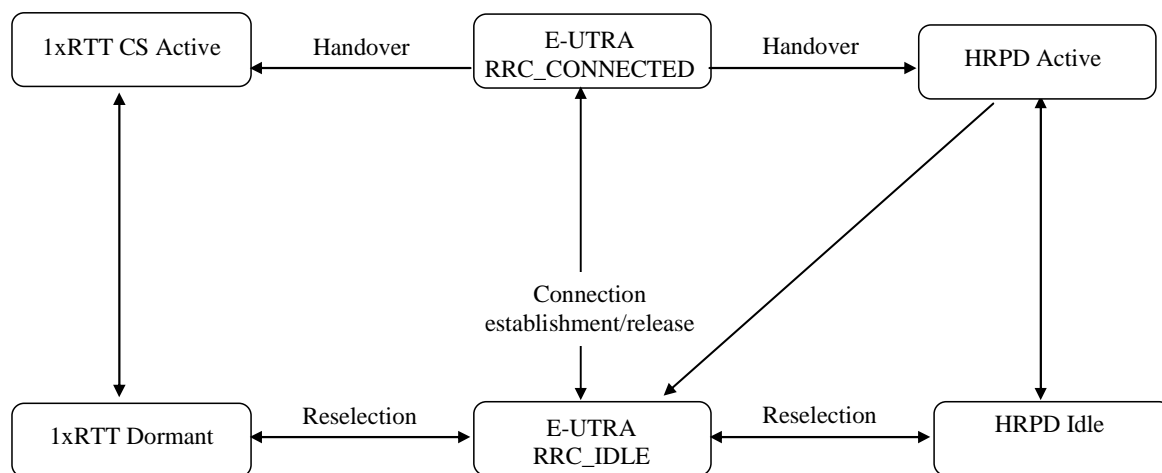 1xRTT CS Active
Handover
E-UTRA
RRC_CONNECTED
Handover
HRPD Active
Connection
establishment/release
1xRTT Dormant
Reselection
E-UTRA
RRC_IDLE
Reselection
HRPD Idle